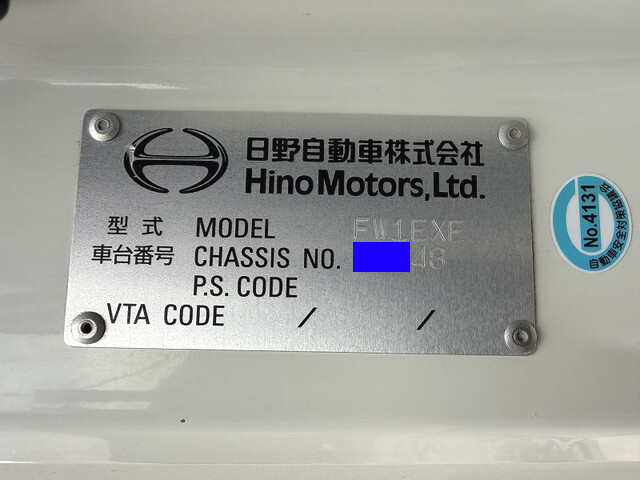 日野自動車株式会社
Hino Motors, Ltd.
型式 MODEL FW1EXE
車台番号 CHASSIS NO. 48
P.S. CODE
VTA CODE / /
No.4131
自動車安全対策協議会